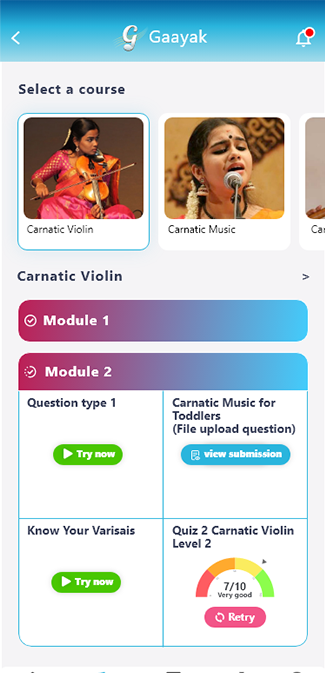 Gaayak
Select a course
Carnatic Violin
Carnatic Music
Carnatic Violin
>
Module 1
Module 2
Question type 1
Try now
Carnatic Music for
Toddlers
(File upload question)
view submission
Know Your Varisais
Try now
Quiz 2 Carnatic Violin
Level 2
7/10
Very good
Retry